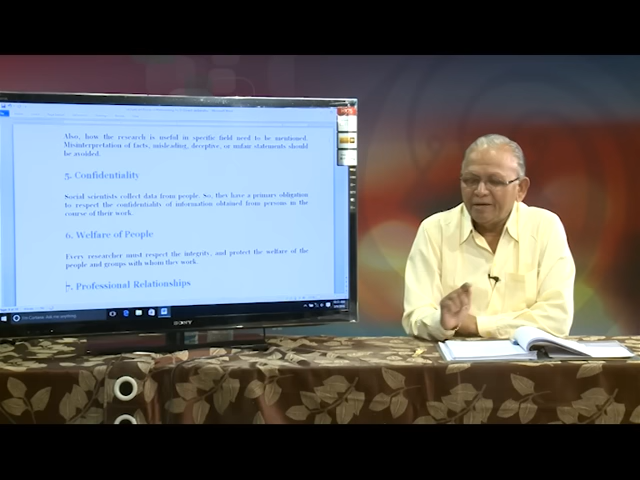 Also, how the research is useful in specific field need to be mentioned.
Misinterpretation of facts, misleading, deceptive, or unfair statements should
be avoided.
5. Confidentiality
Social scientists collect data from people. So, they have a primary obligation
to respect the confidentiality of information obtained from persons in the
course of their work.
6. Welfare of People
Every researcher must respect the integrity, and protect the welfare of the
people and groups with whom they work.
7. Professional Relationships
SONY